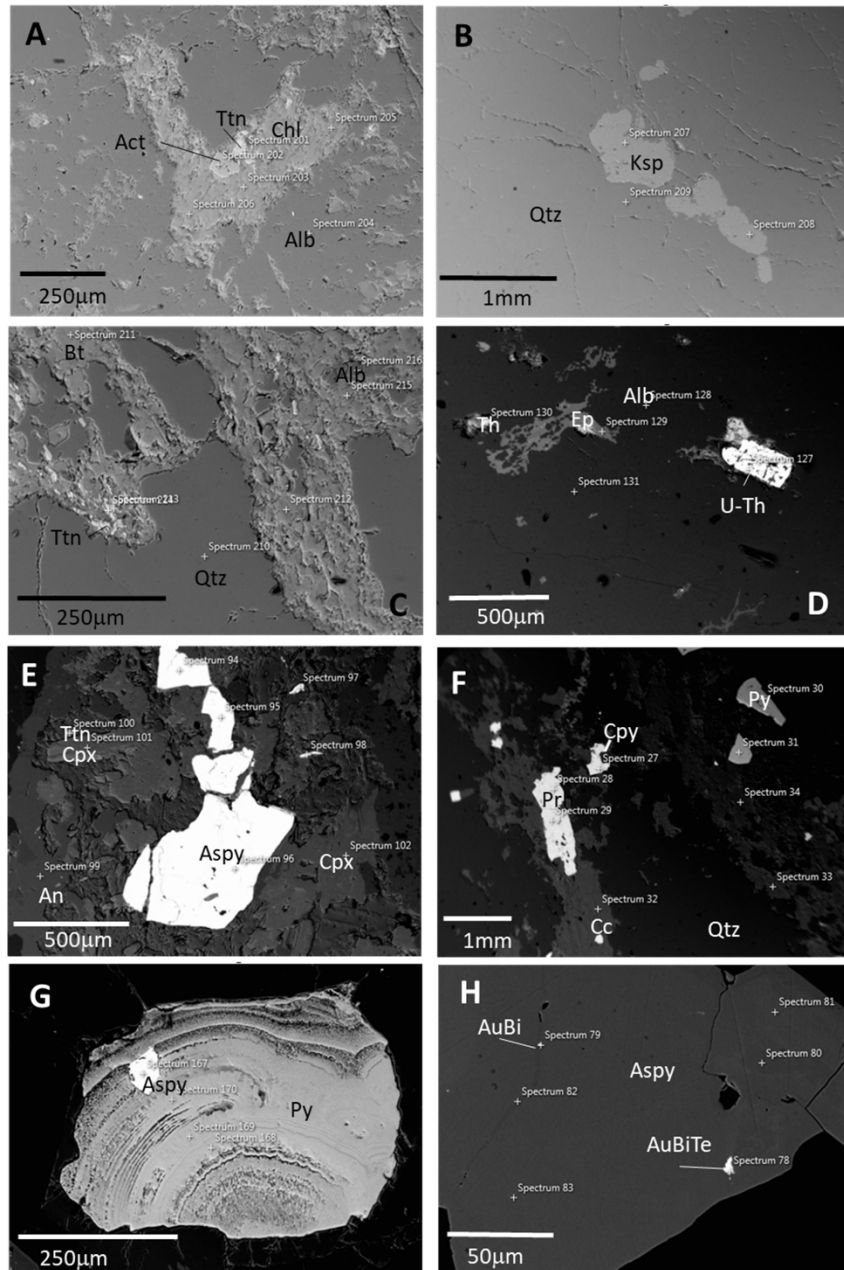 A
Ttn
Chl
Spectrum 205
Spectrum 201
Act
Spectrum 202
Spectrum 203
Spectrum 206
Spectrum 204
Alb
250µm
B
Spectrum 207
Ksp
Spectrum 209
Qtz
Spectrum 208
1mm
Spectrum 211
Bt
Spectrum 216
Alb
Spectrum 215
Spectrum 212
Ttn
Spectrum 210
Qtz
250µm
C
Alb
Spectrum 128
Spectrum 130
Th
Ep
Spectrum 129
Spectrum 127
Spectrum 131
U-Th
500µm
D
E
Spectrum 94
Spectrum 97
Spectrum 95
Spectrum 100
Ttn
Spectrum 101
Cpx
Spectrum 98
Aspy
Spectrum 96
Spectrum 102
Cpx
Spectrum 99
An
500µm
F
Spectrum 30
Py
Cpy
Spectrum 27
Spectrum 31
Spectrum 28
Pr
Spectrum 29
Spectrum 34
Spectrum 33
Spectrum 32
Cc
Qtz
1mm
G
Spectrum 167
Aspy
Spectrum 170
Py
Spectrum 169
Spectrum 168
250µm
H
Spectrum 81
AuBi
Spectrum 79
Spectrum 80
Aspy
Spectrum 82
AuBiTe
Spectrum 78
Spectrum 83
50µm